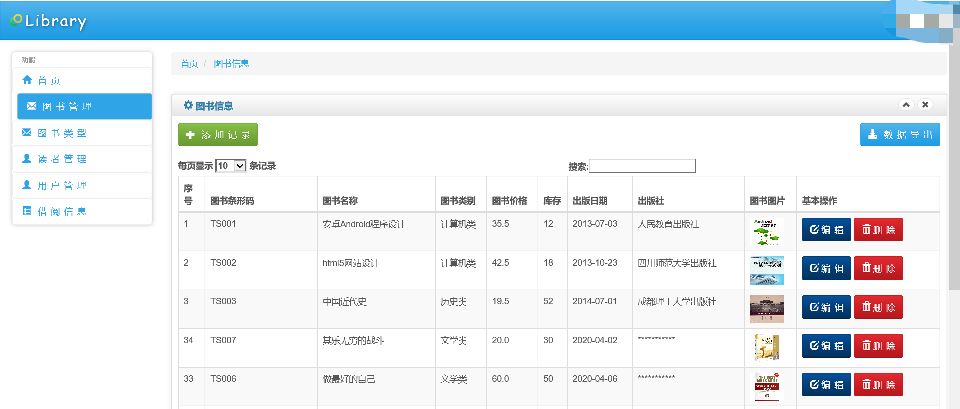 Library
功能
首页 / 图书信息
首页
图书管理
图书类型
读者管理
用户管理
借阅信息
图书信息
添加记录
数据导出
每页显示 10 条记录
搜索:
序号 图书条形码 图书名称 图书类别 图书价格 库存 出版日期 出版社 图书图片 基本操作
1 TS001 安卓Android程序设计 计算机类 35.5 12 2013-07-03 人民教育出版社 编辑 删除
2 TS002 html5网站设计 计算机类 42.5 18 2013-10-23 四川师范大学出版社 编辑 删除
3 TS003 中国近代史 历史类 19.5 52 2014-07-01 成都理工大学出版社 编辑 删除
34 TS007 其乐无穷的战斗 文学类 20.0 30 2020-04-02 *********** 编辑 删除
33 TS006 做最好的自己 文学类 60.0 50 2020-04-06 *********** 编辑 删除